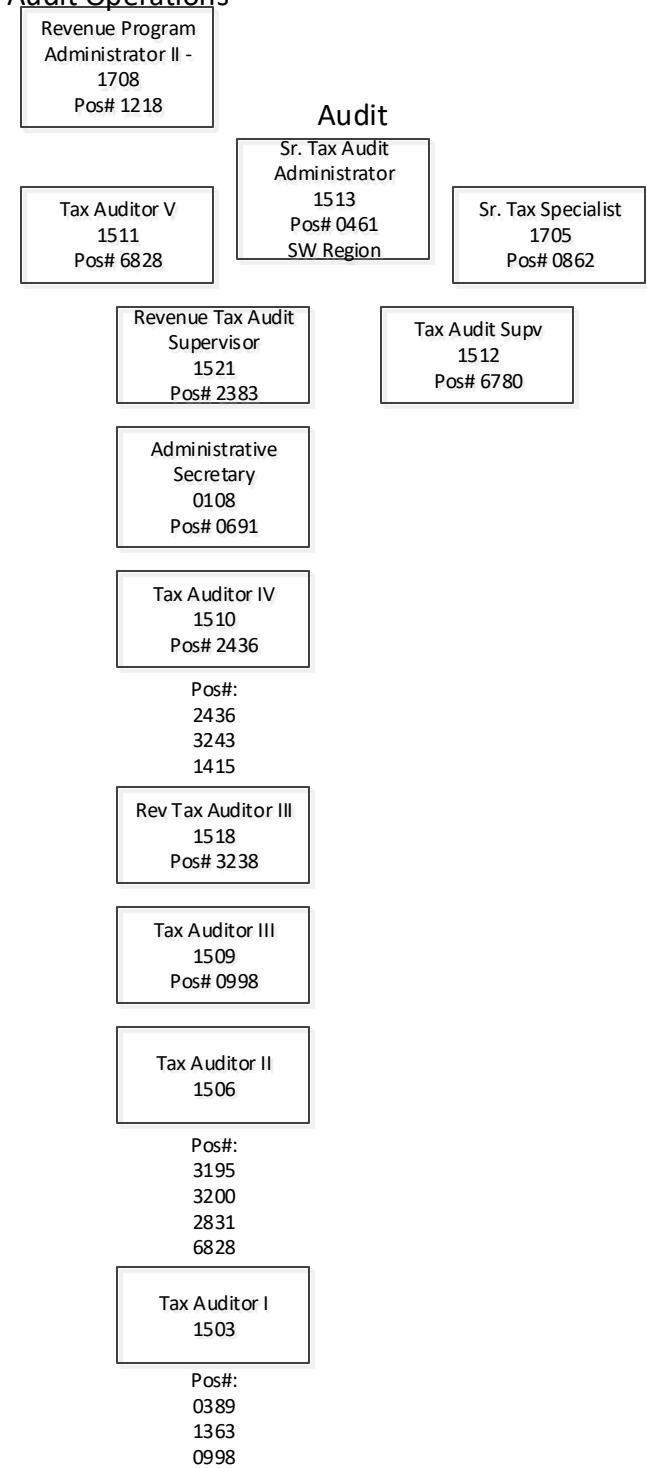 Audit Operations
Revenue Program
Administrator II -
1708
Pos# 1218
Audit
Sr. Tax Audit
Administrator
1513
Pos# 0461
SW Region
Tax Auditor V
1511
Pos# 6828
Sr. Tax Specialist
1705
Pos# 0862
Revenue Tax Audit
Supervisor
1521
Pos# 2383
Tax Audit Supv
1512
Pos# 6780
Administrative
Secretary
0108
Pos# 0691
Tax Auditor IV
1510
Pos# 2436
Pos#:
2436
3243
1415
Rev Tax Auditor III
1518
Pos# 3238
Tax Auditor III
1509
Pos# 0998
Tax Auditor II
1506
Pos#:
3195
3200
2831
6828
Tax Auditor I
1503
Pos#:
0389
1363
0998